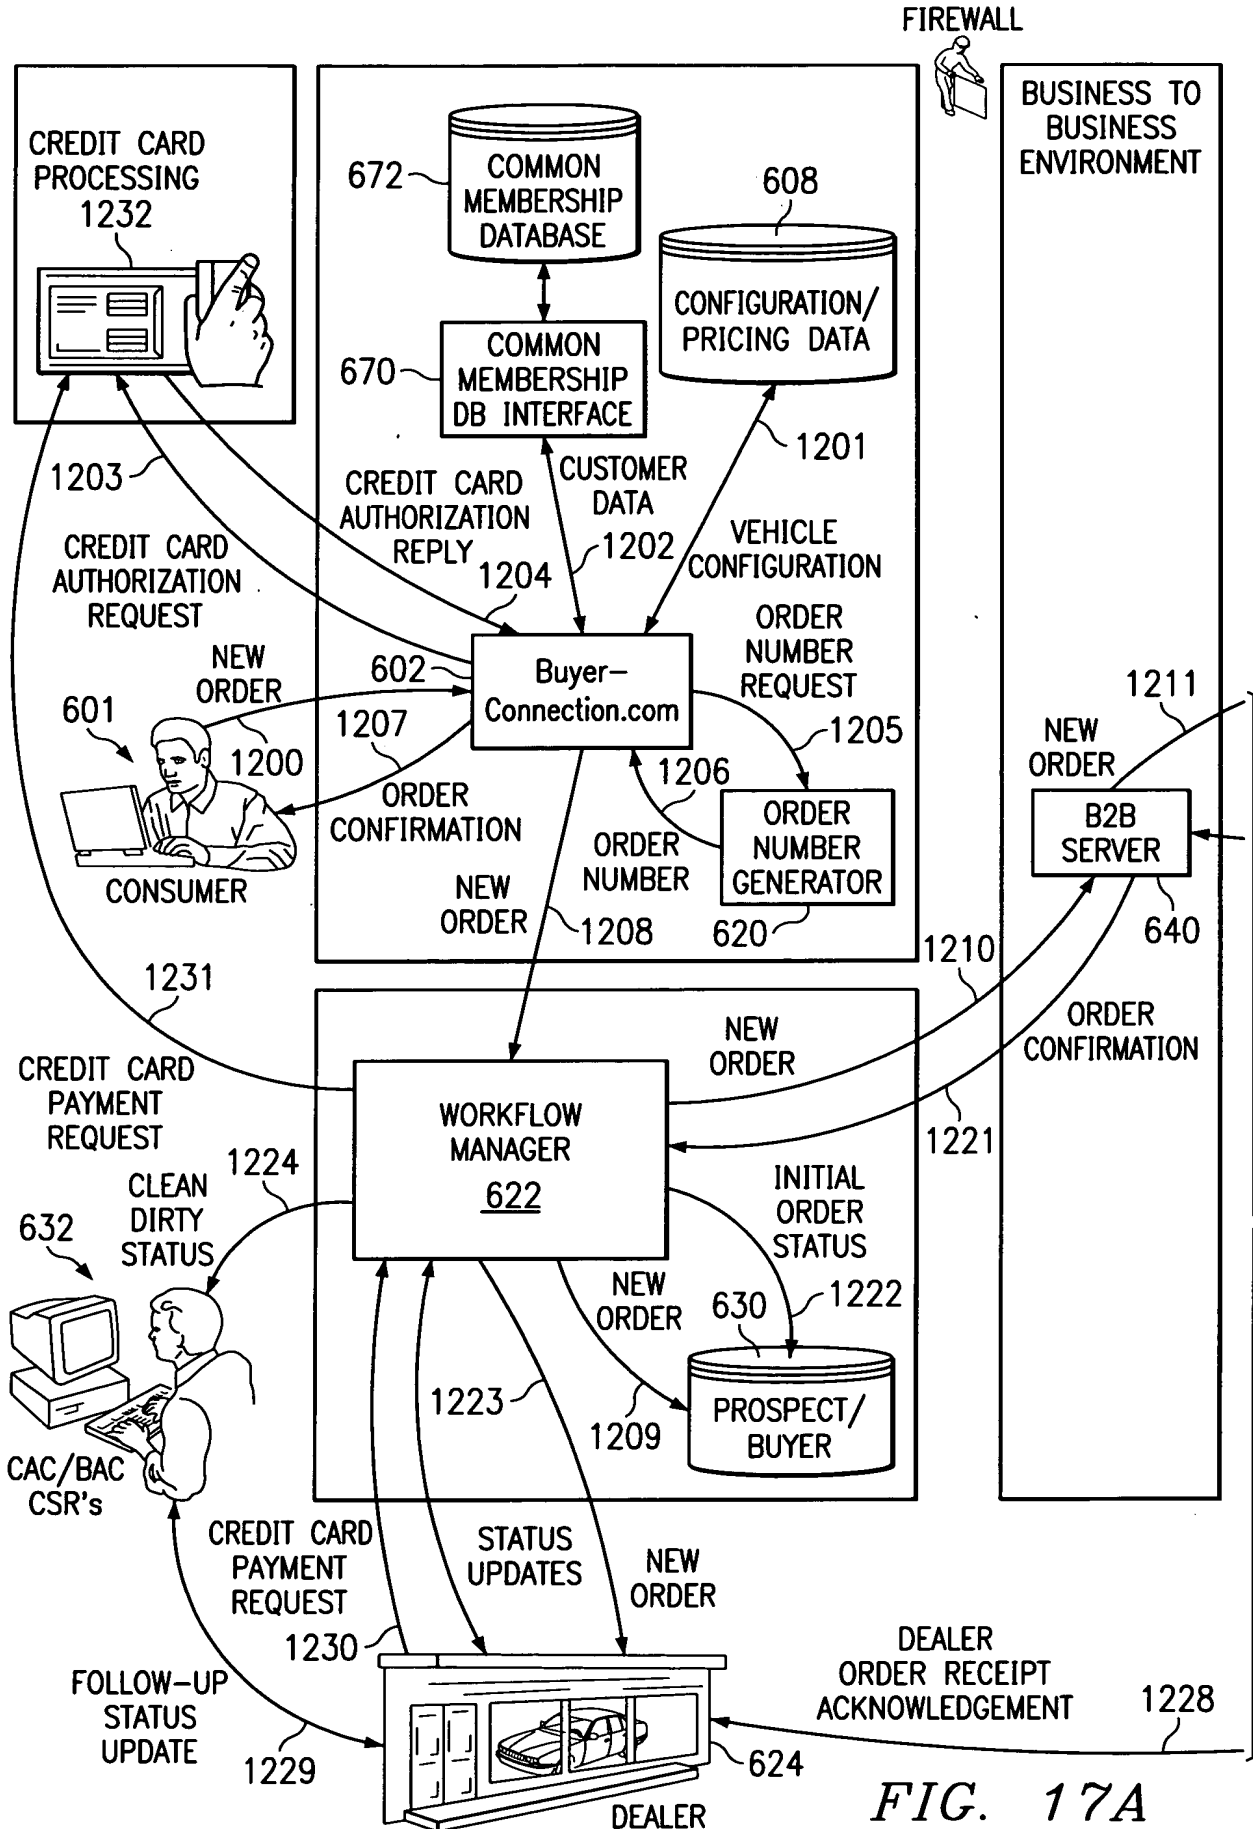 FIREWALL
CREDIT CARD
PROCESSING
1232
672
COMMON
MEMBERSHIP
DATABASE
608
CONFIGURATION/
PRICING DATA
BUSINESS TO
BUSINESS
ENVIRONMENT
670
COMMON
MEMBERSHIP
DB INTERFACE
1201
1203
CREDIT CARD
AUTHORIZATION
REPLY
CUSTOMER
DATA
1202
VEHICLE
CONFIGURATION
CREDIT CARD
AUTHORIZATION
REQUEST
1204
ORDER
NUMBER
REQUEST
NEW
ORDER
602
Buyer-
Connection.com
1211
NEW
ORDER
601
1200
1207
1205
1206
ORDER
CONFIRMATION
ORDER
NUMBER
ORDER
NUMBER
GENERATOR
B2B
SERVER
CONSUMER
NEW
ORDER
1208
620
640
1210
1231
NEW
ORDER
ORDER
CONFIRMATION
CREDIT CARD
PAYMENT
REQUEST
WORKFLOW
MANAGER
622
1221
1224
CLEAN
DIRTY
STATUS
INITIAL
ORDER
STATUS
632
NEW
ORDER
630
1222
1223
1209
PROSPECT/
BUYER
CAC/BAC
CSR's
CREDIT CARD
PAYMENT
REQUEST
1230
STATUS
UPDATES
NEW
ORDER
DEALER
ORDER RECEIPT
ACKNOWLEDGEMENT
1228
FOLLOW-UP
STATUS
UPDATE
1229
624
DEALER
FIG. 17A